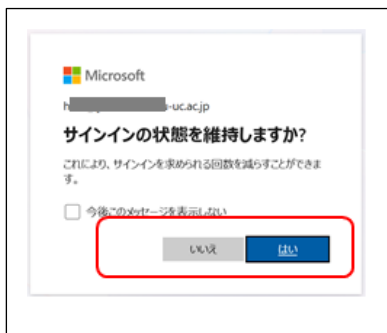 Microsoft
h s-uc.ac.jp
サインインの状態を維持しますか?
これにより、サインインを求められる回数を減らすことができま
す。
今後このメッセージを表示しない
いいえ はい